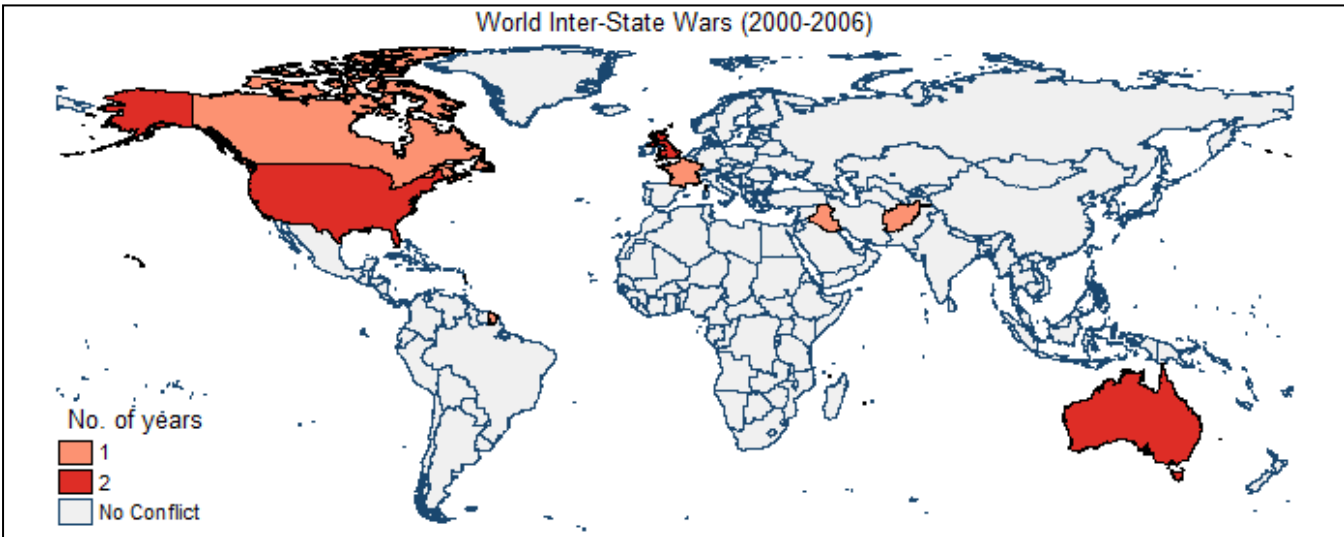 World Inter-State Wars (2000-2006)
No. of years
1
2
No Conflict